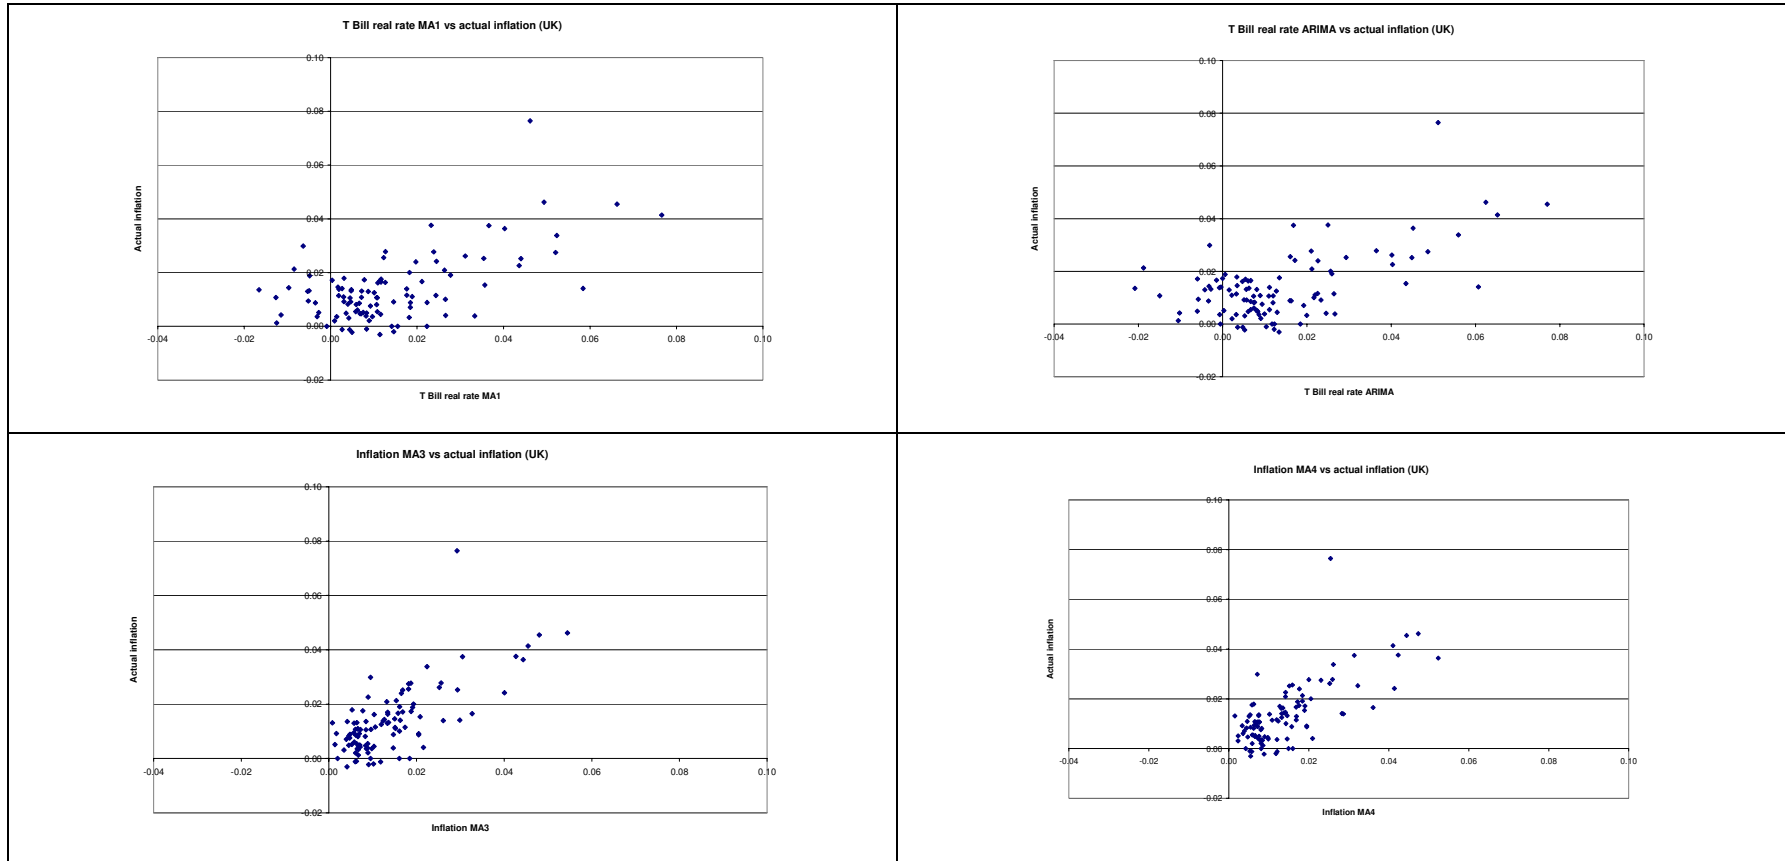 T Bill real rate MA1 vs actual inflation (UK)
0.10
0.08
0.06
0.04
0.02
0.00
-0.02
-0.04 -0.02 0.00 0.02 0.04 0.06 0.08 0.10
Actual inflation
T Bill real rate MA1
T Bill real rate ARIMA vs actual inflation (UK)
0.10
0.08
0.06
0.04
0.02
0.00
-0.02
-0.04 -0.02 0.00 0.02 0.04 0.06 0.08 0.10
Actual inflation
T Bill real rate ARIMA
Inflation MA3 vs actual inflation (UK)
0.10
0.08
0.06
0.04
0.02
0.00
-0.02
-0.04 -0.02 0.00 0.02 0.04 0.06 0.08 0.10
Actual inflation
Inflation MA3
Inflation MA4 vs actual inflation (UK)
0.10
0.08
0.06
0.04
0.02
0.00
-0.02
-0.04 -0.02 0.00 0.02 0.04 0.06 0.08 0.10
Actual inflation
Inflation MA4